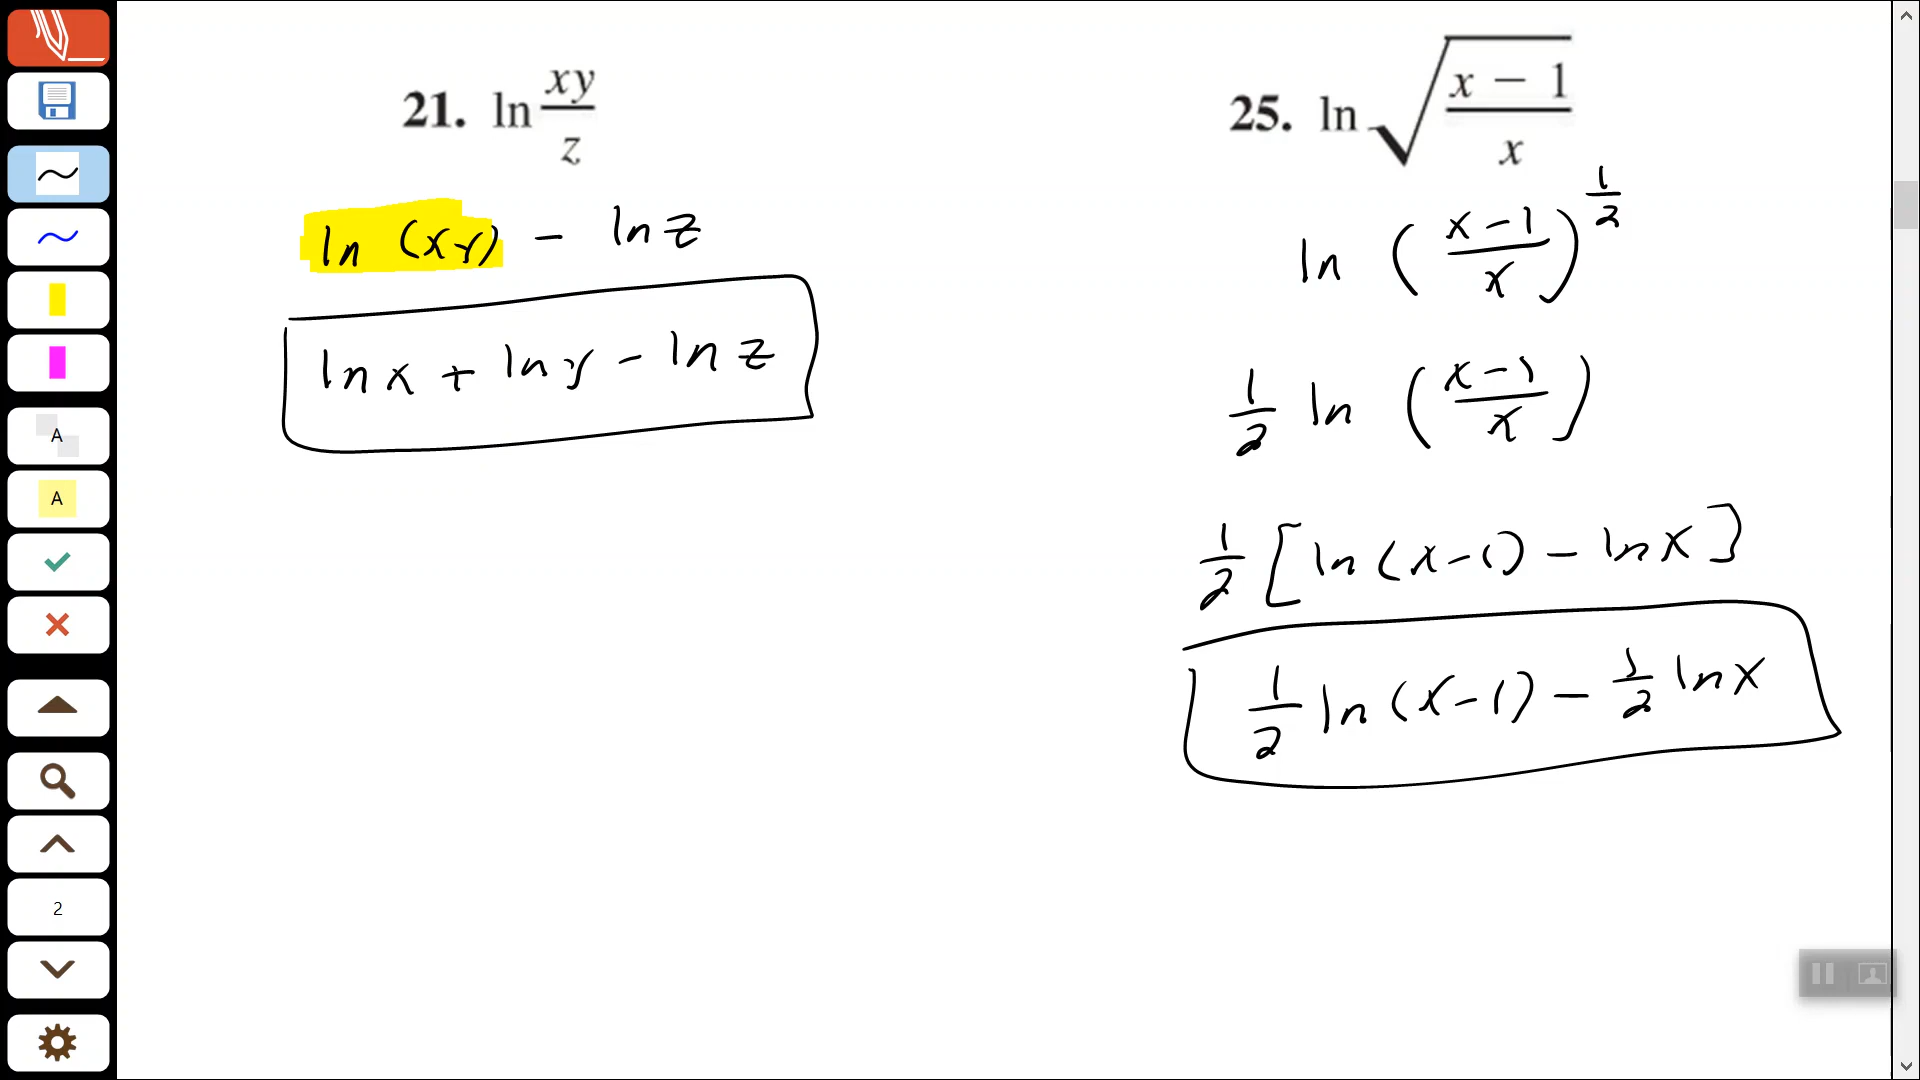 21. ln xy/z
ln (xy) - ln z
ln x + ln y - ln z
25. ln √((x - 1)/x)
ln ((x-1)/x)^(1/2)
1/2 ln ((x-1)/x)
1/2 [ln(x-1) - ln x]
1/2 ln(x-1) - 1/2 ln x
A
A
2